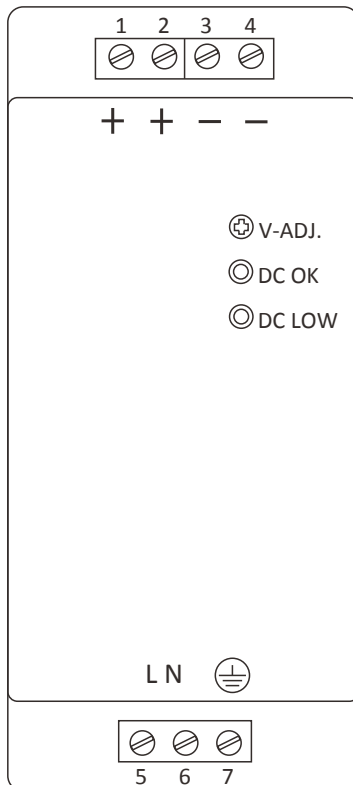 1 2 3 4
+ + − −
V-ADJ.
DC OK
DC LOW
L N
5 6 7